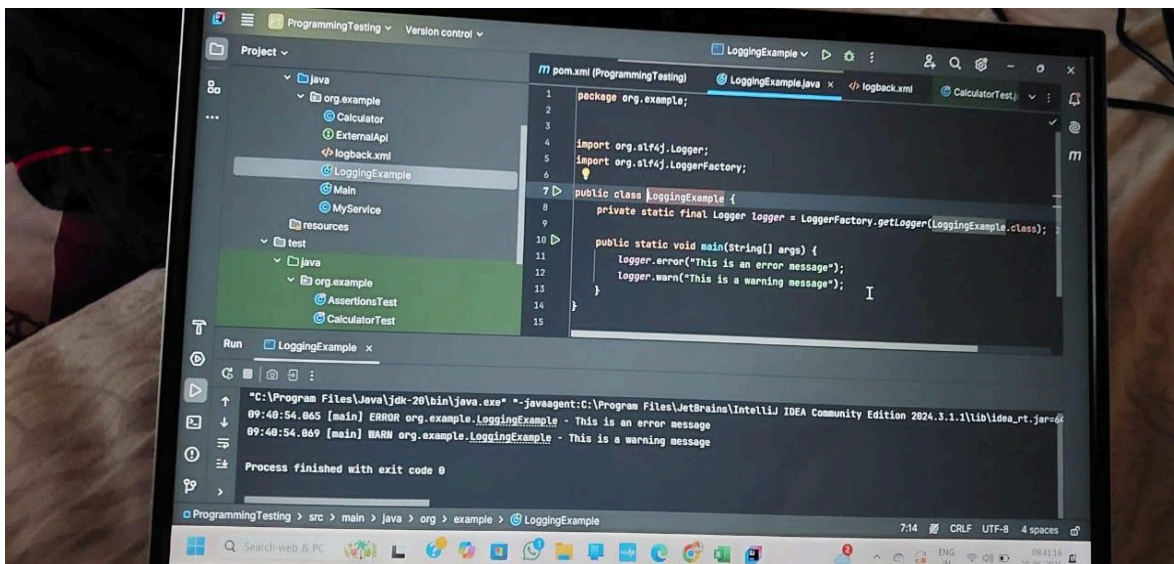 ProgrammingTesting Version control
LoggingExample
Project
java
org.example
Calculator
ExternalApi
logback.xml
LoggingExample
Main
MyService
resources
test
java
org.example
AssertionsTest
CalculatorTest
pom.xml (ProgrammingTesting) LoggingExample.java logback.xml CalculatorTest.j
1 package org.example;
2
3
4 import org.slf4j.Logger;
5 import org.slf4j.LoggerFactory;
6
7 public class LoggingExample {
8 private static final Logger logger = LoggerFactory.getLogger(LoggingExample.class);
9
10 public static void main(String[] args) {
11 logger.error("This is an error message");
12 logger.warn("This is a warning message");
13 }
14 }
15
Run LoggingExample
"C:\Program Files\Java\jdk-20\bin\java.exe" "-javaagent:C:\Program Files\JetBrains\IntelliJ IDEA Community Edition 2024.3.1.1\lib\idea_rt.jar=64
09:40:54.065 [main] ERROR org.example.LoggingExample - This is an error message
09:40:54.069 [main] WARN org.example.LoggingExample - This is a warning message
Process finished with exit code 0
ProgrammingTesting > src > main > java > org > example > LoggingExample
7:14 CRLF UTF-8 4 spaces
Search web & PC
ENG
IN
09:41:16